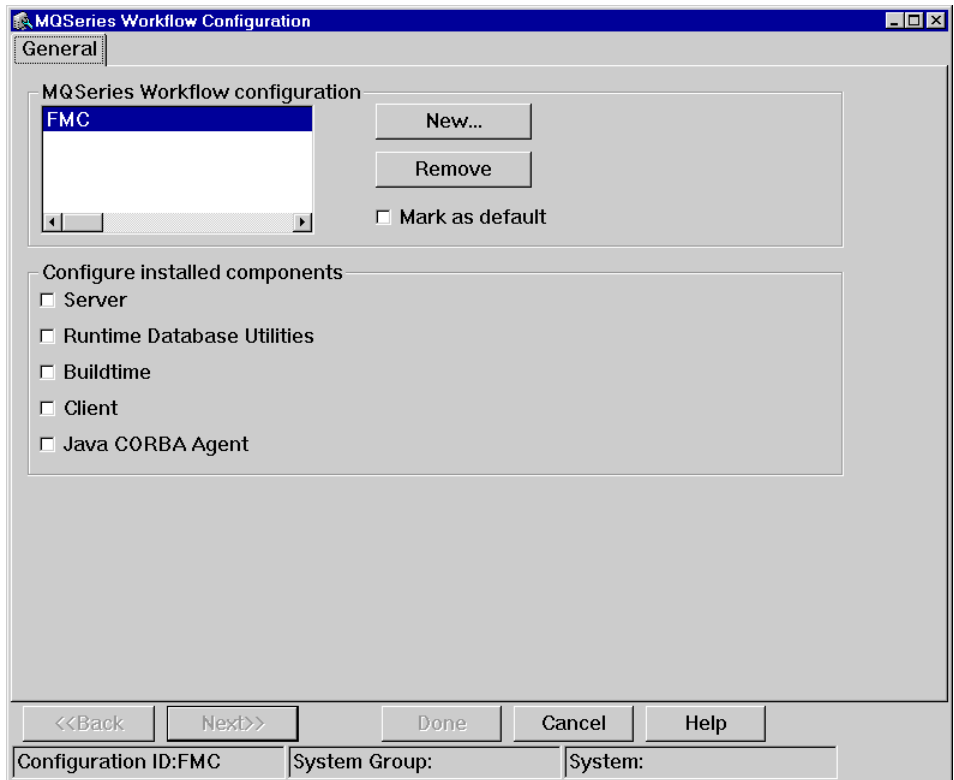 MQSeries Workflow Configuration
General
MQSeries Workflow configuration
FMC
New...
Remove
Mark as default
Configure installed components
Server
Runtime Database Utilities
Buildtime
Client
Java CORBA Agent
<<Back Next>> Done Cancel Help
Configuration ID:FMC System Group: System: